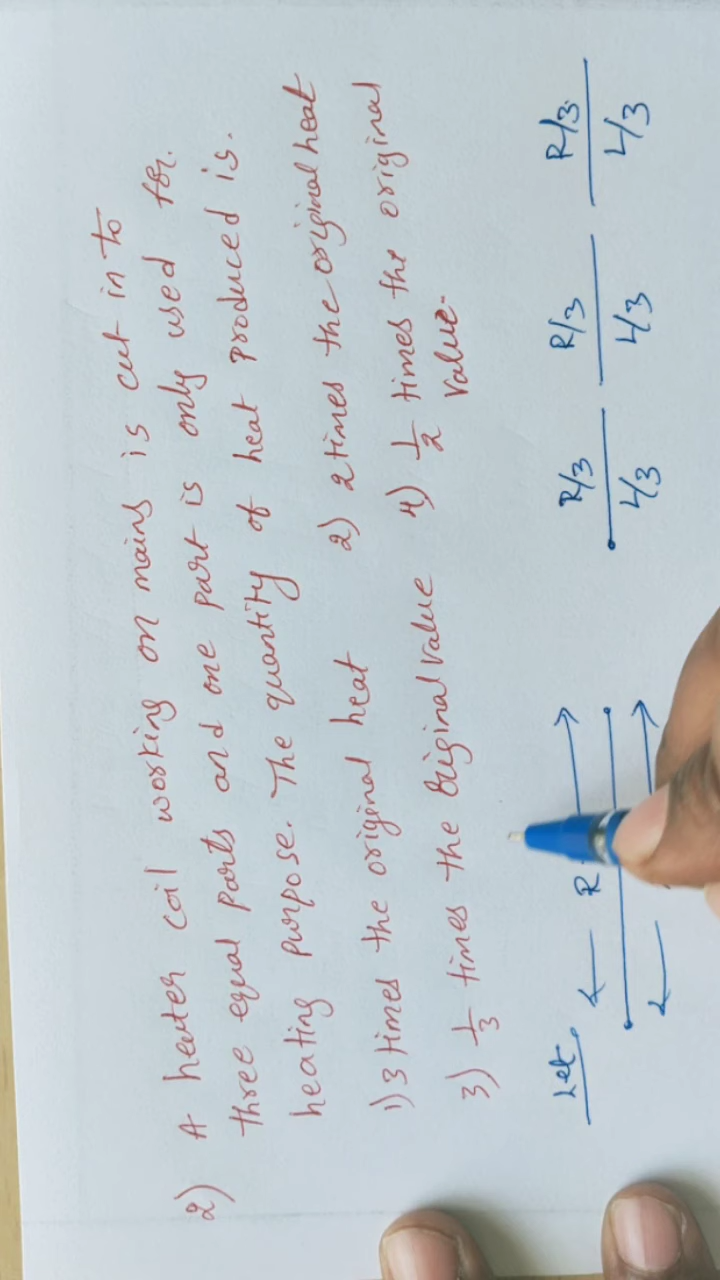 2) A heater coil working on mains is cut in to
three equal parts and one part is only used for.
heating purpose. The quantity of heat produced is.
1) 3 times the original heat 2) 2 times the original heat
3) 1/3 times the original value 4) 1/2 times the original
value.
Let. R R/3 R/3 R/3
L/3 L/3 L/3